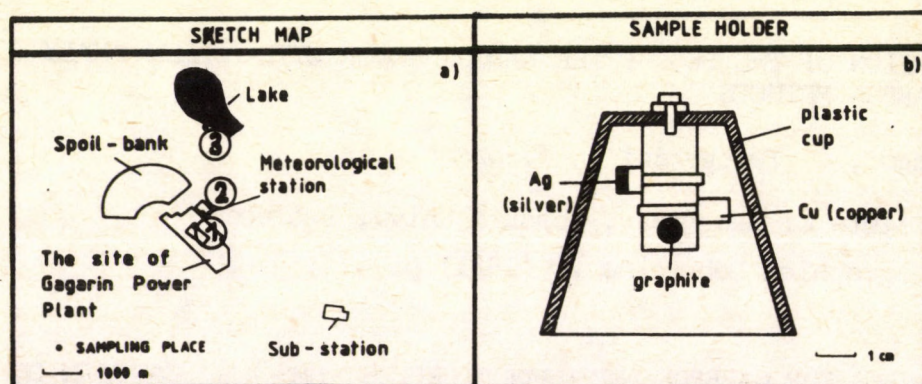 SKETCH MAP
a)
Lake
3
Spoil-bank
Meteorological
station
2
1
The site of
Gagarin Power
Plant
• SAMPLING PLACE
Sub-station
1000 m
SAMPLE HOLDER
b)
plastic
cup
Ag
(silver)
Cu (copper)
graphite
1 cm